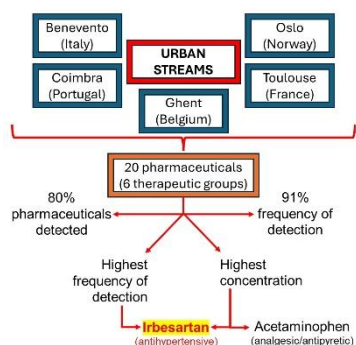 Benevento
(Italy)
Oslo
(Norway)
URBAN
STREAMS
Coimbra
(Portugal)
Toulouse
(France)
Ghent
(Belgium)
20 pharmaceuticals
(6 therapeutic groups)
80%
pharmaceuticals
detected
91%
frequency of
detection
Highest
frequency of
detection
Highest
concentration
Irbesartan
(antihypertensive)
Acetaminophen
(analgesic/antipyretic)